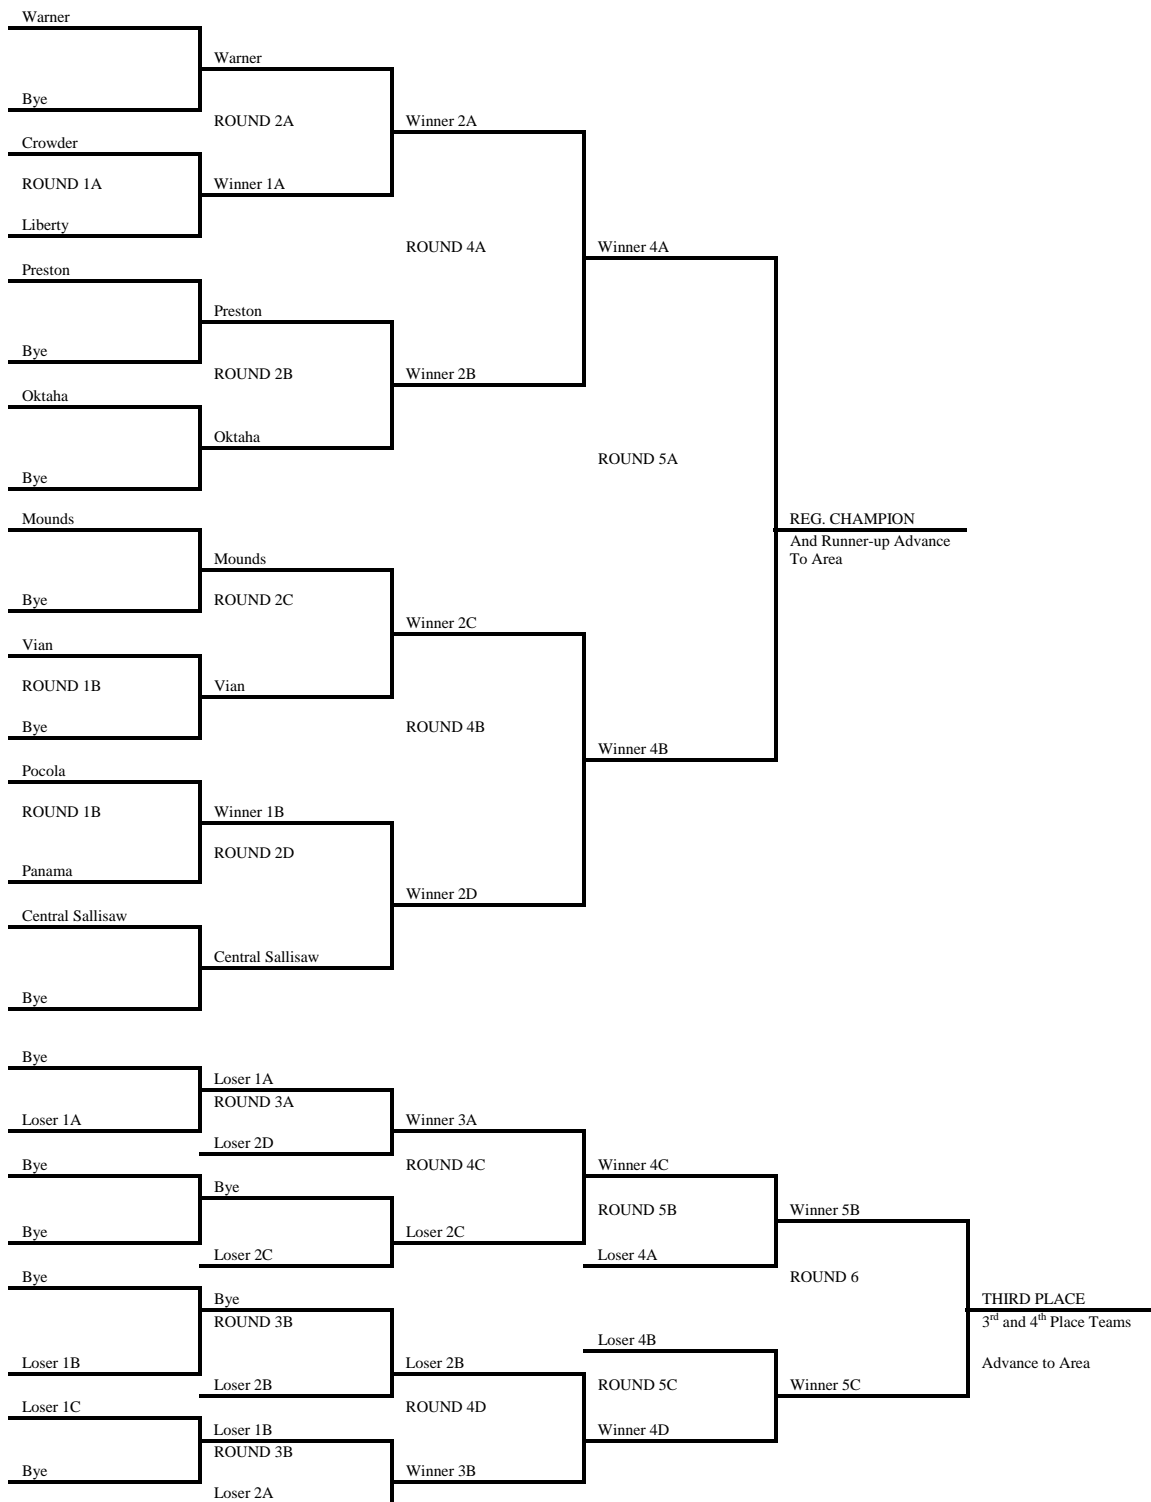 Warner
Warner
Bye
ROUND 2A
Winner 2A
Crowder
ROUND 1A
Winner 1A
Liberty
ROUND 4A
Winner 4A
Preston
Preston
Bye
ROUND 2B
Winner 2B
Oktaha
Oktaha
ROUND 5A
Bye
Mounds
REG. CHAMPION
And Runner-up Advance
To Area
Mounds
Bye
ROUND 2C
Winner 2C
Vian
ROUND 1B
Vian
Bye
ROUND 4B
Winner 4B
Pocola
ROUND 1B
Winner 1B
ROUND 2D
Panama
Winner 2D
Central Sallisaw
Central Sallisaw
Bye
Bye
Loser 1A
ROUND 3A
Loser 1A
Winner 3A
Loser 2D
Bye
ROUND 4C
Winner 4C
Bye
ROUND 5B
Winner 5B
Bye
Loser 2C
Loser 2C
Loser 4A
Bye
ROUND 6
Bye
THIRD PLACE
ROUND 3B
3rd and 4th Place Teams
Loser 4B
Loser 1B
Loser 2B
Advance to Area
Loser 2B
ROUND 5C
Winner 5C
Loser 1C
ROUND 4D
Loser 1B
Winner 4D
ROUND 3B
Bye
Winner 3B
Loser 2A